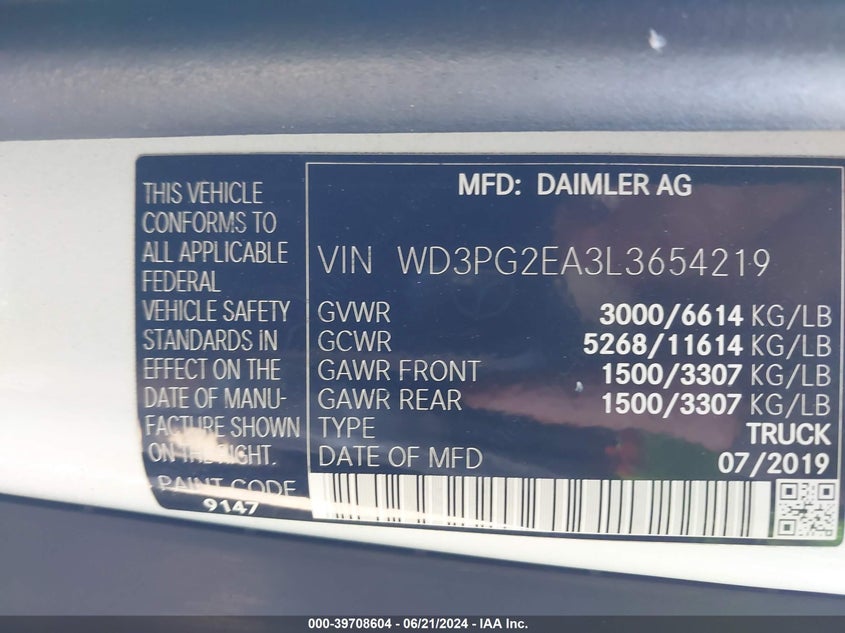 THIS VEHICLE
CONFORMS TO
ALL APPLICABLE
FEDERAL
VEHICLE SAFETY
STANDARDS IN
EFFECT ON THE
DATE OF MANU-
FACTURE SHOWN
ON THE RIGHT.
PAINT CODE
9147
MFD: DAIMLER AG
VIN WD3PG2EA3L3654219
GVWR 3000/6614 KG/LB
GCWR 5268/11614 KG/LB
GAWR FRONT 1500/3307 KG/LB
GAWR REAR 1500/3307 KG/LB
TYPE TRUCK
DATE OF MFD 07/2019
000-39708604 - 06/21/2024 - IAA Inc.